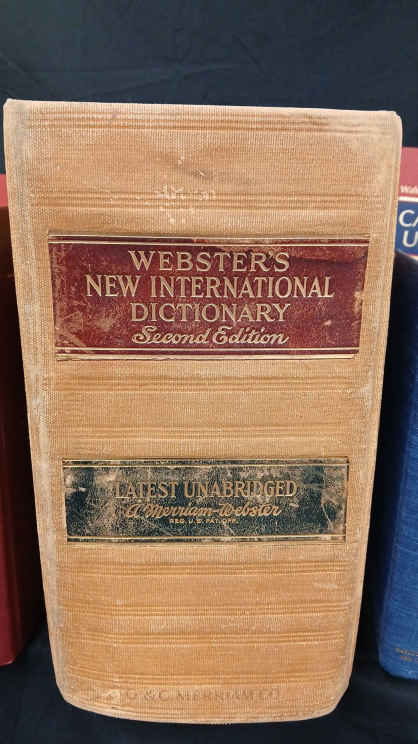 WEBSTER'S
NEW INTERNATIONAL
DICTIONARY
Second Edition
LATEST UNABRIDGED
A Merriam-Webster
REG. U.S. PAT. OFF.
G & C MERRIAM CO